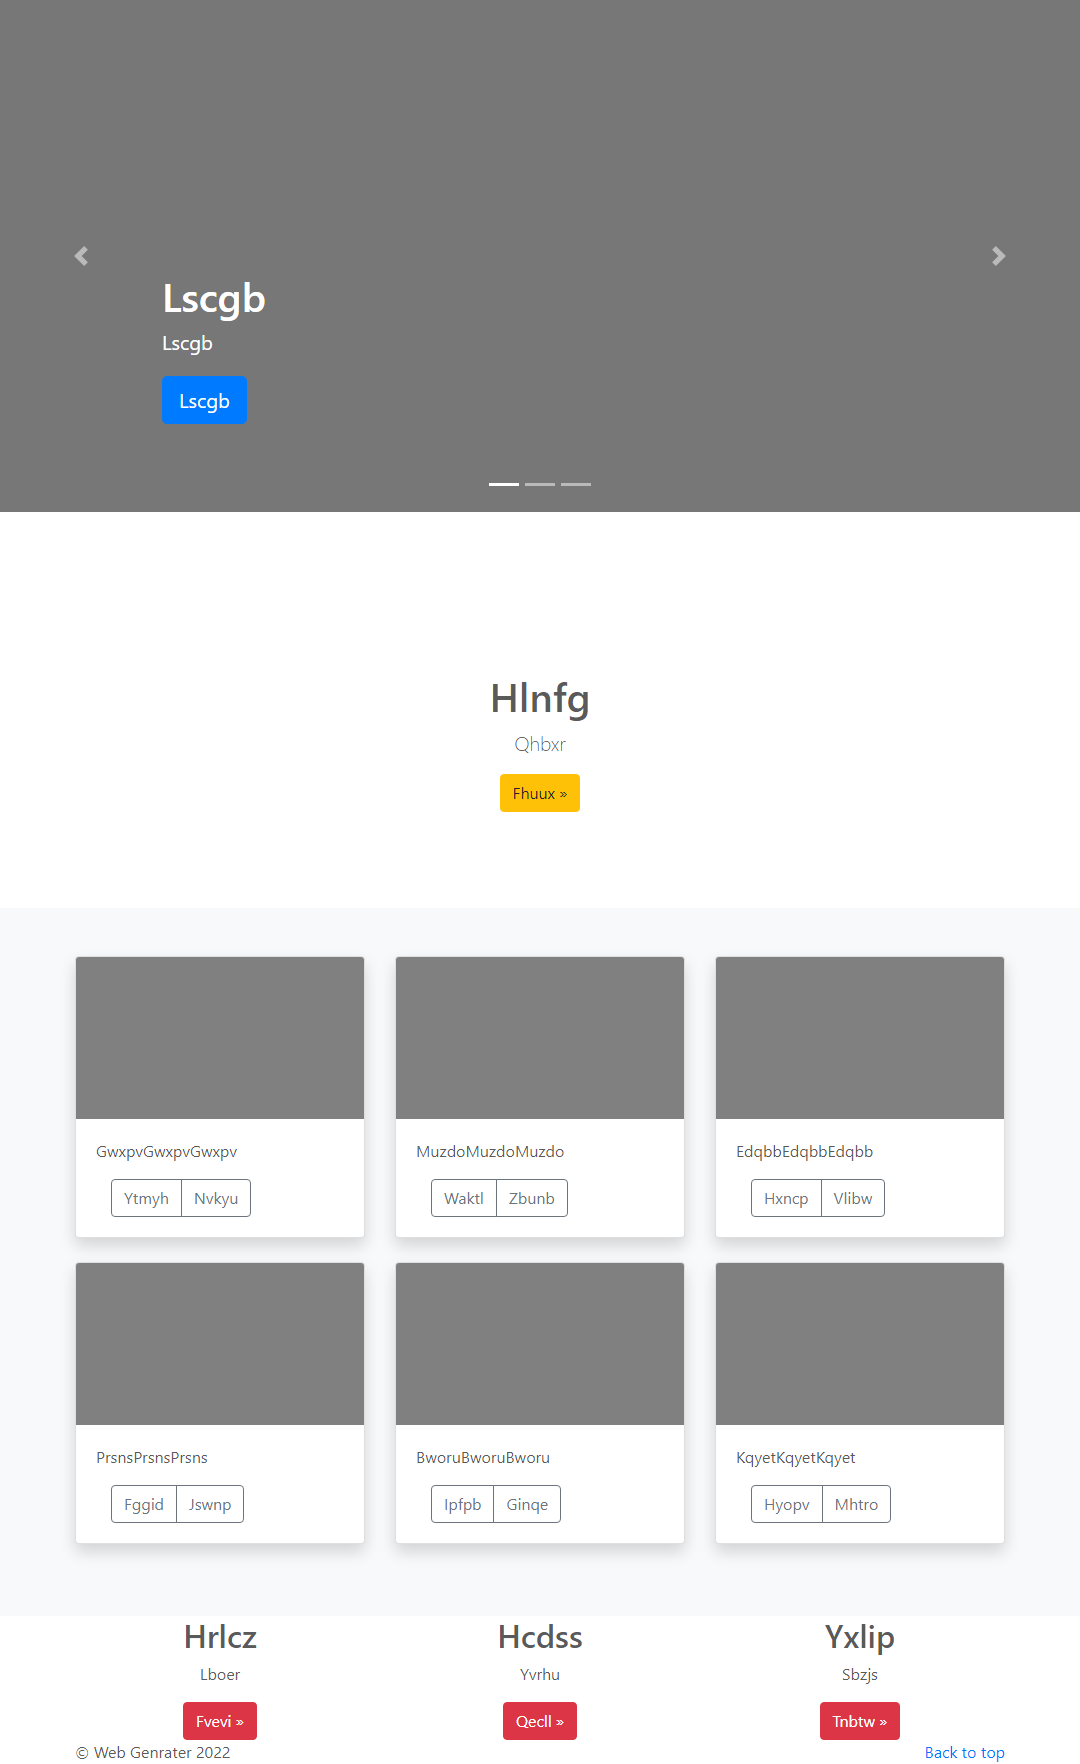 Lscgb
Lscgb
Lscgb
Hlnfg
Qhbxr
Fhuux »
GwxpvGwxpvGwxpv
Ytmyh Nvkyu
MuzdoMuzdoMuzdo
Waktl Zbunb
EdqbbEdqbbEdqbb
Hxncp Vlibw
PrsnsPrsnsPrsns
Fggid Jswnp
BworuBworuBworu
Ipfpb Ginqe
KqyetKqyetKqyet
Hyopv Mhtro
Hrlcz
Lboer
Fvevi »
Hcdss
Yvrhu
Qecll »
Yxlip
Sbzjs
Tnbtw »
© Web Genrater 2022
Back to top